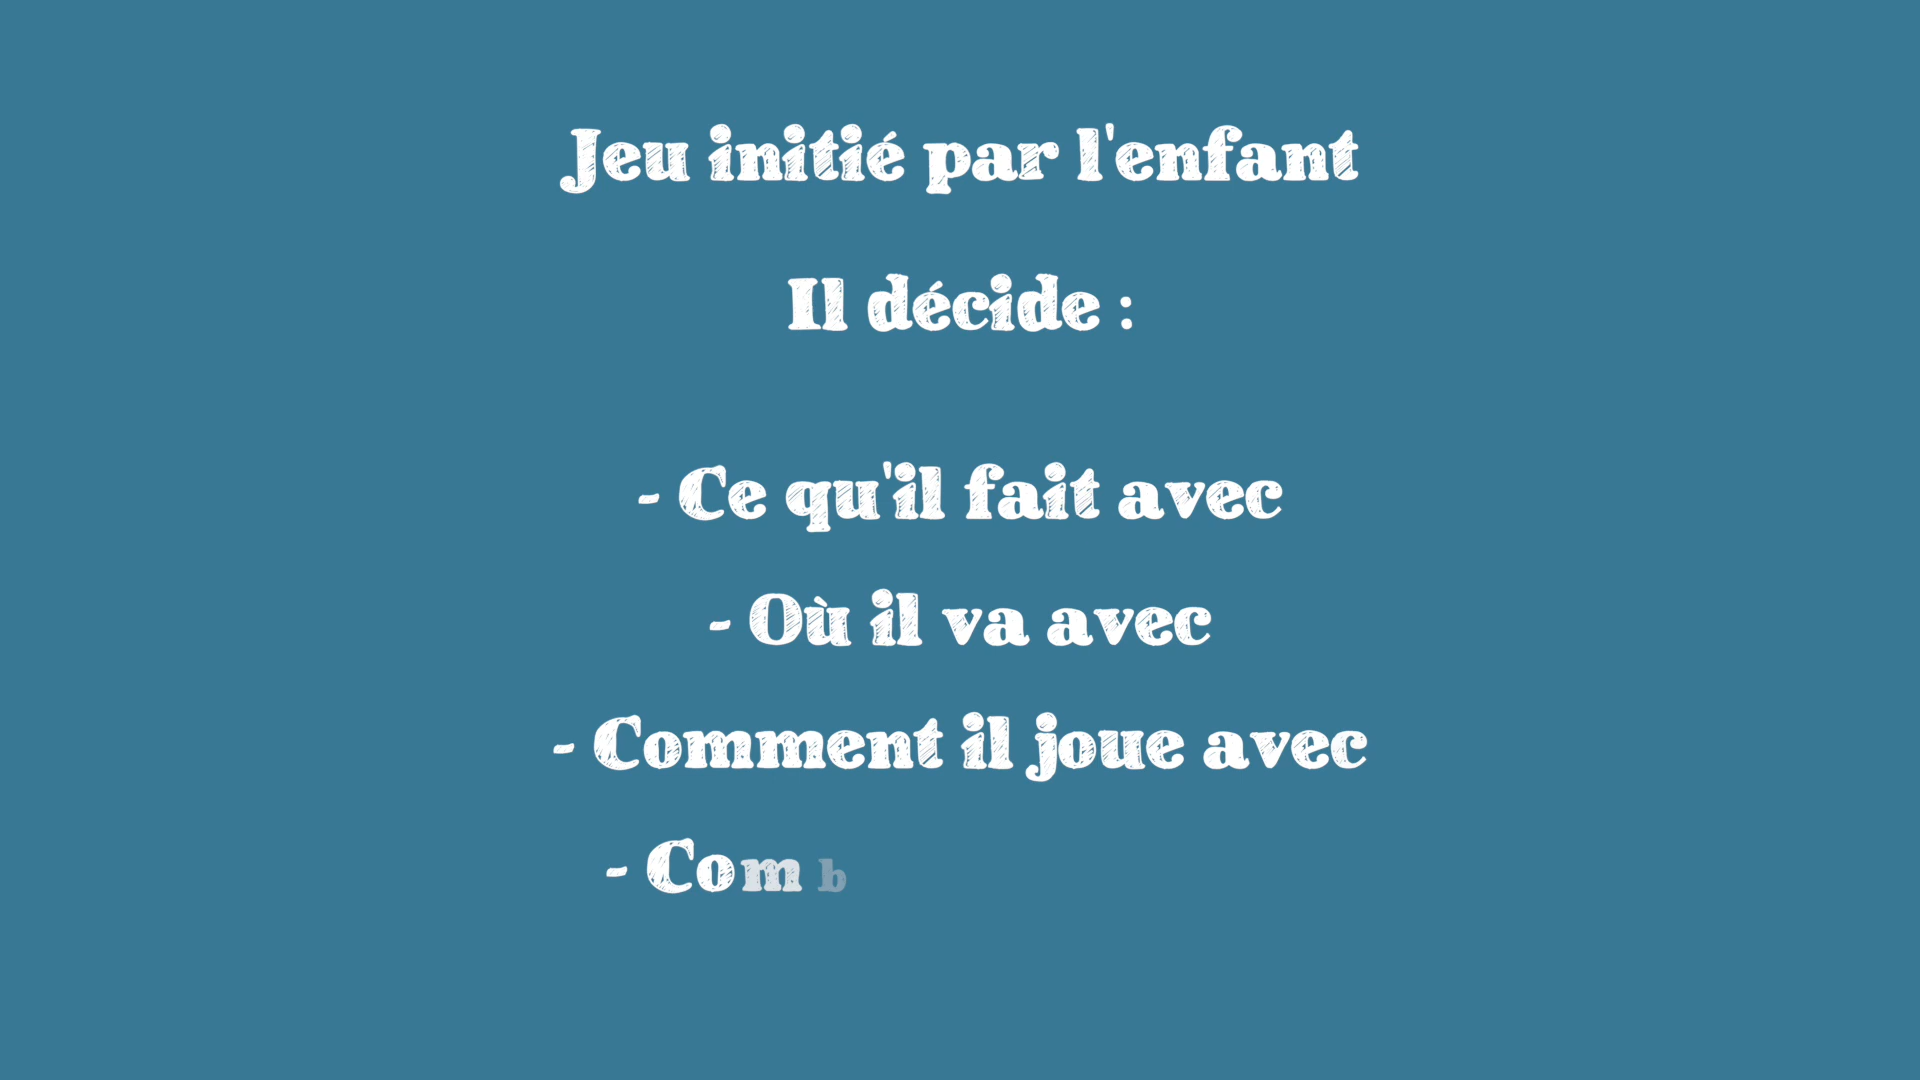 Jeu initié par l'enfant
Il décide :
- Ce qu'il fait avec
- Où il va avec
- Comment il joue avec
- Com b